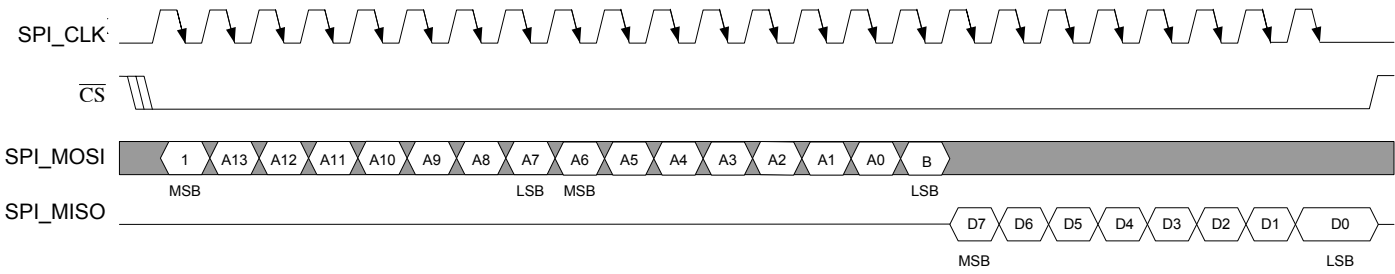 SPI_CLK
CS
SPI_MOSI 1 A13 A12 A11 A10 A9 A8 A7 A6 A5 A4 A3 A2 A1 A0 B
MSB LSB MSB LSB
SPI_MISO D7 D6 D5 D4 D3 D2 D1 D0
MSB LSB